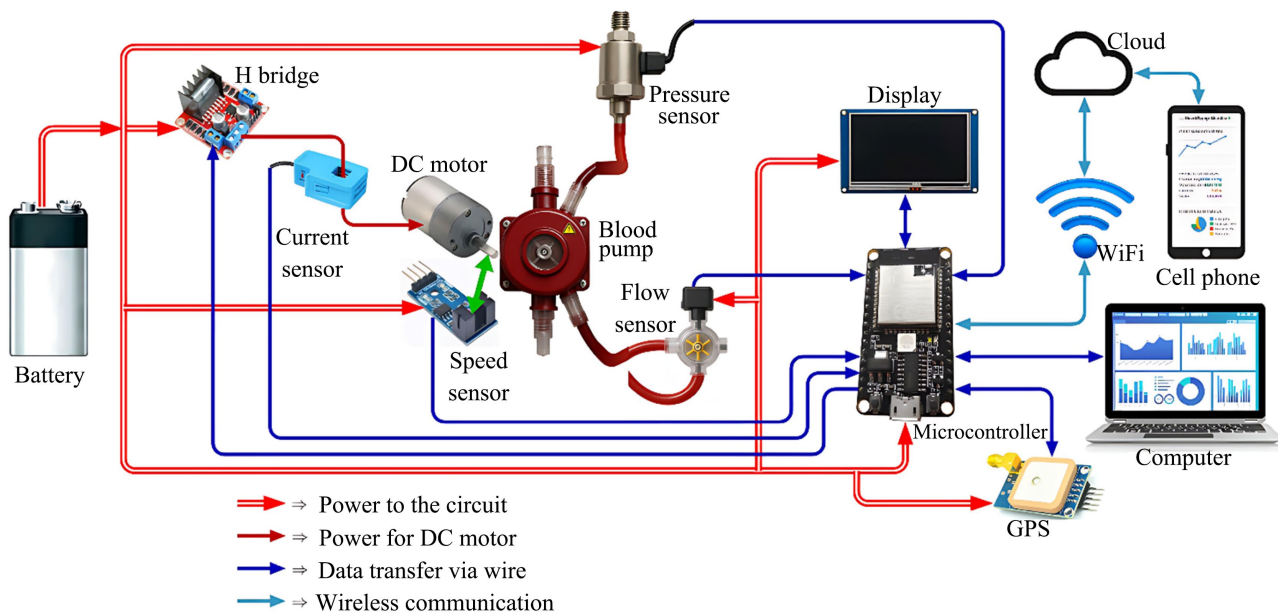 H bridge
Pressure
sensor
Cloud
Display
DC motor
Current
sensor
Blood
pump
WiFi
Cell phone
Flow
sensor
Battery
Speed
sensor
Microcontroller
Computer
GPS
⇒ Power to the circuit
⇒ Power for DC motor
⇒ Data transfer via wire
⇒ Wireless communication